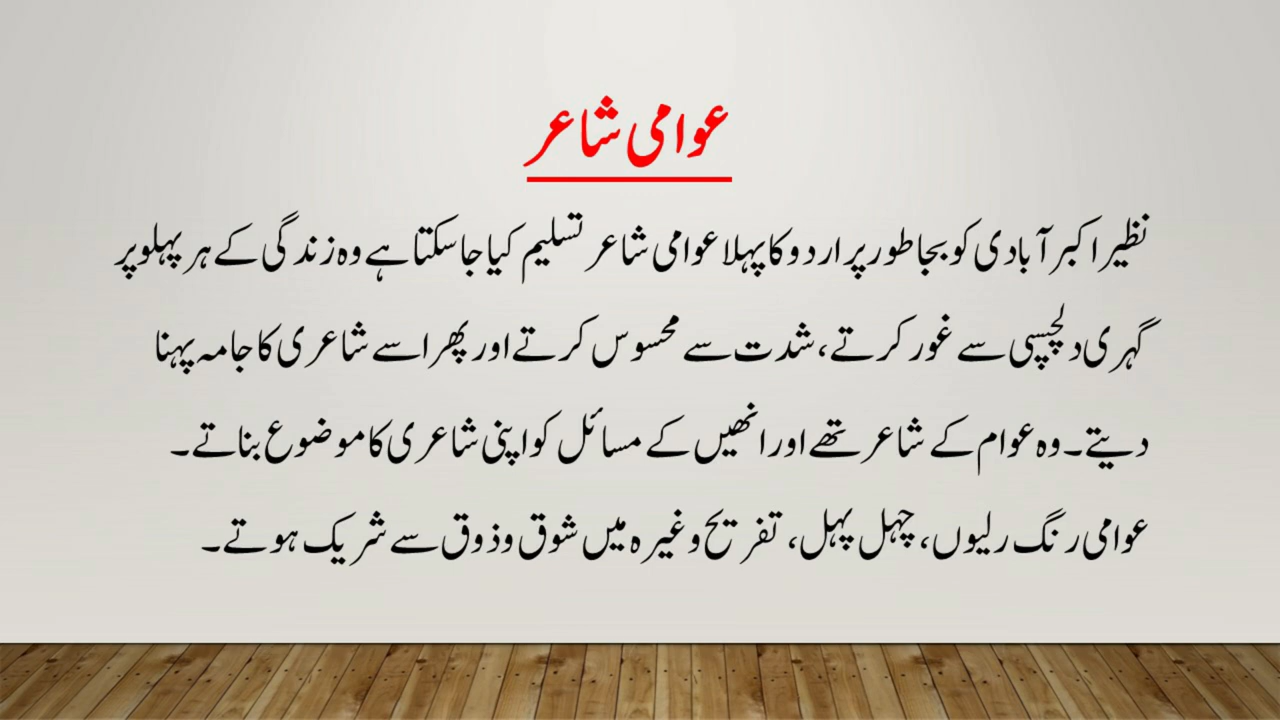 عوامی شاعر
نظیر اکبر آبادی کو بجا طور پر اردو کا پہلا عوامی شاعر تسلیم کیا جاسکتا ہے وہ زندگی کے ہر پہلو پر
گہری دلچسپی سے غور کرتے، شدت سے محسوس کرتے اور پھر اسے شاعری کا جامہ پہنا
دیتے۔ وہ عوام کے شاعر تھے اور انھیں کے مسائل کو اپنی شاعری کا موضوع بناتے۔
عوامی رنگ رلیوں، چہل پہل، تفریح وغیرہ میں شوق و ذوق سے شریک ہوتے۔